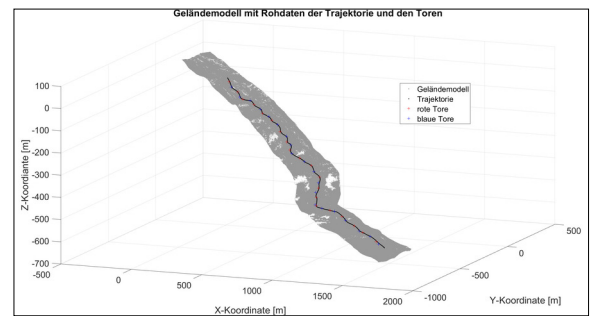 Geländemodell mit Rohdaten der Trajektorie und den Toren
Geländemodell
Trajektorie
rote Tore
blaue Tore
100
0
-100
-200
-300
-400
-500
-600
-700
Z-Koordiante [m]
-500
0
500
1000
1500
2000
X-Koordinate [m]
-1000
-500
0
500
Y-Koordinate [m]